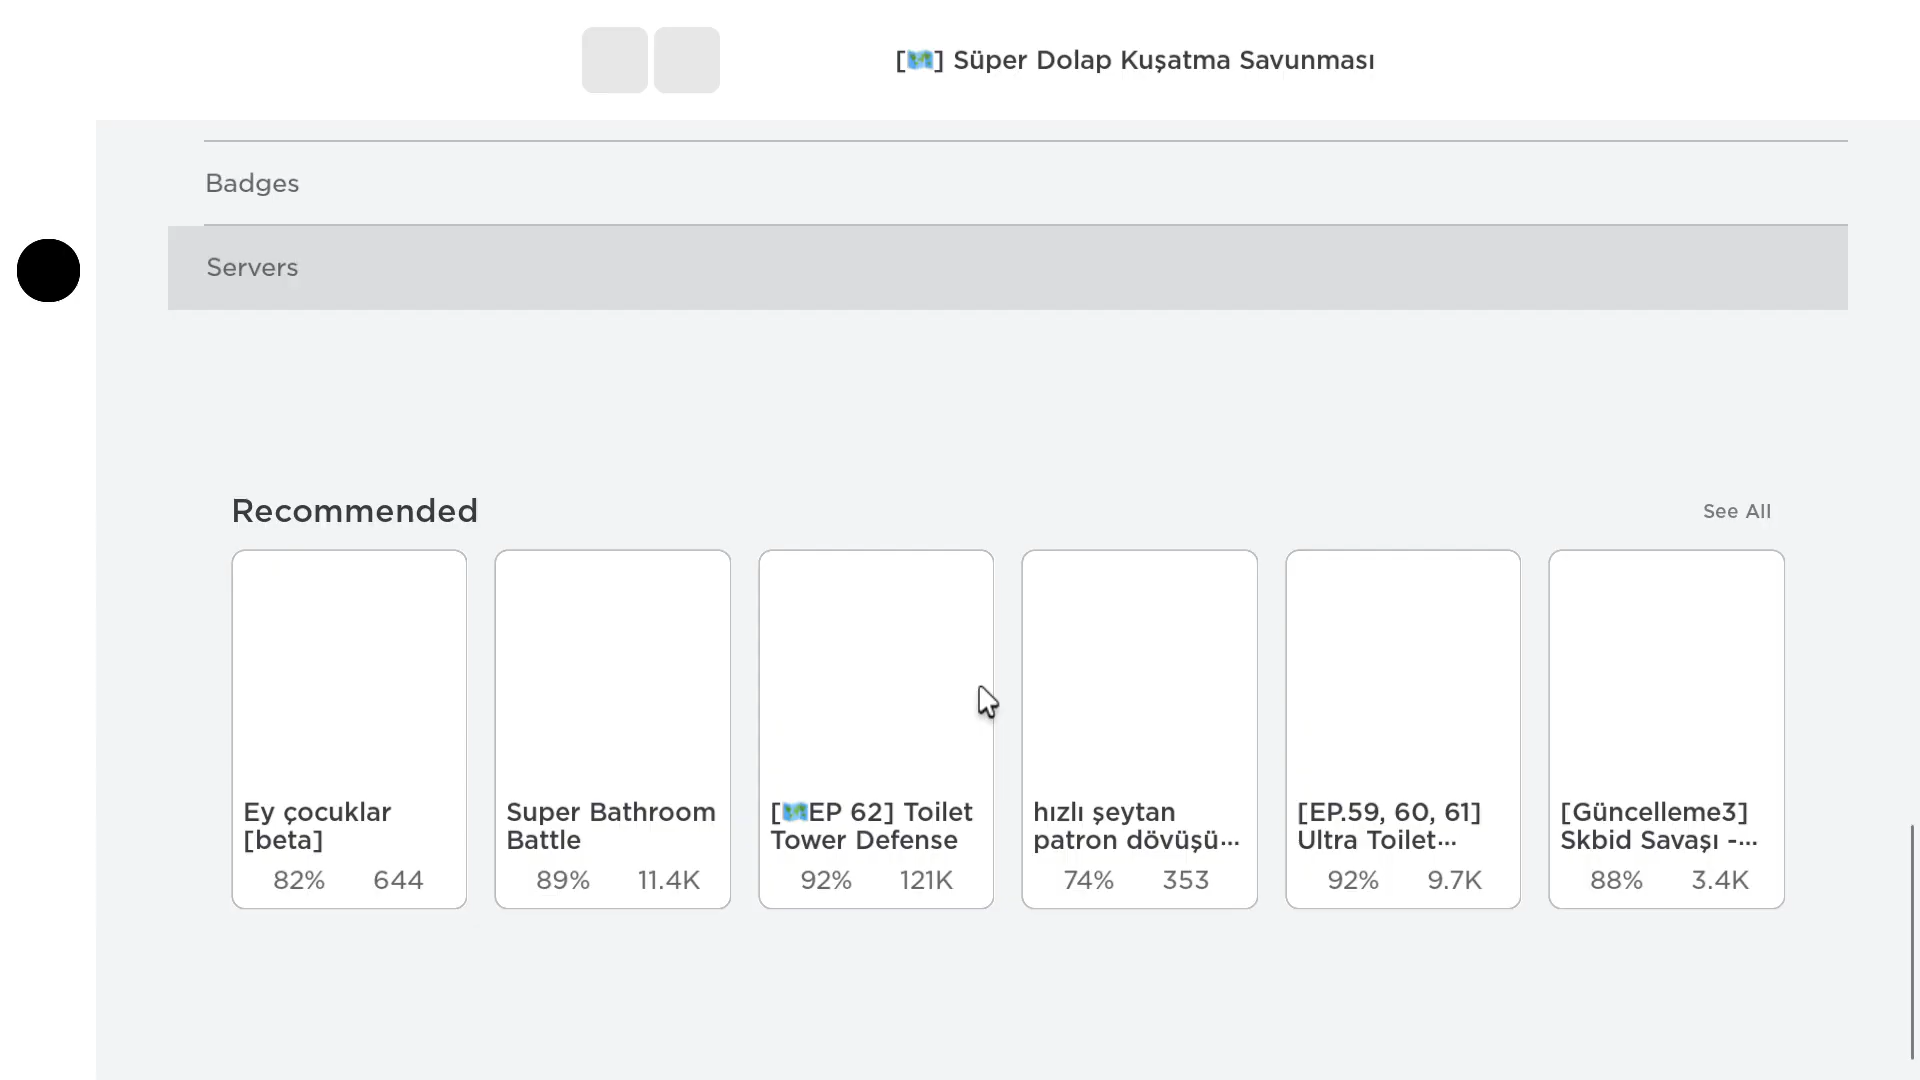 [🗺️] Süper Dolap Kuşatma Savunması
Badges
Servers
Recommended
See All
Ey çocuklar
[beta]
82% 644
Super Bathroom
Battle
89% 11.4K
[🗺️EP 62] Toilet
Tower Defense
92% 121K
hızlı şeytan
patron dövüşü...
74% 353
[EP.59, 60, 61]
Ultra Toilet...
92% 9.7K
[Güncelleme3]
Skbid Savaşı -...
88% 3.4K